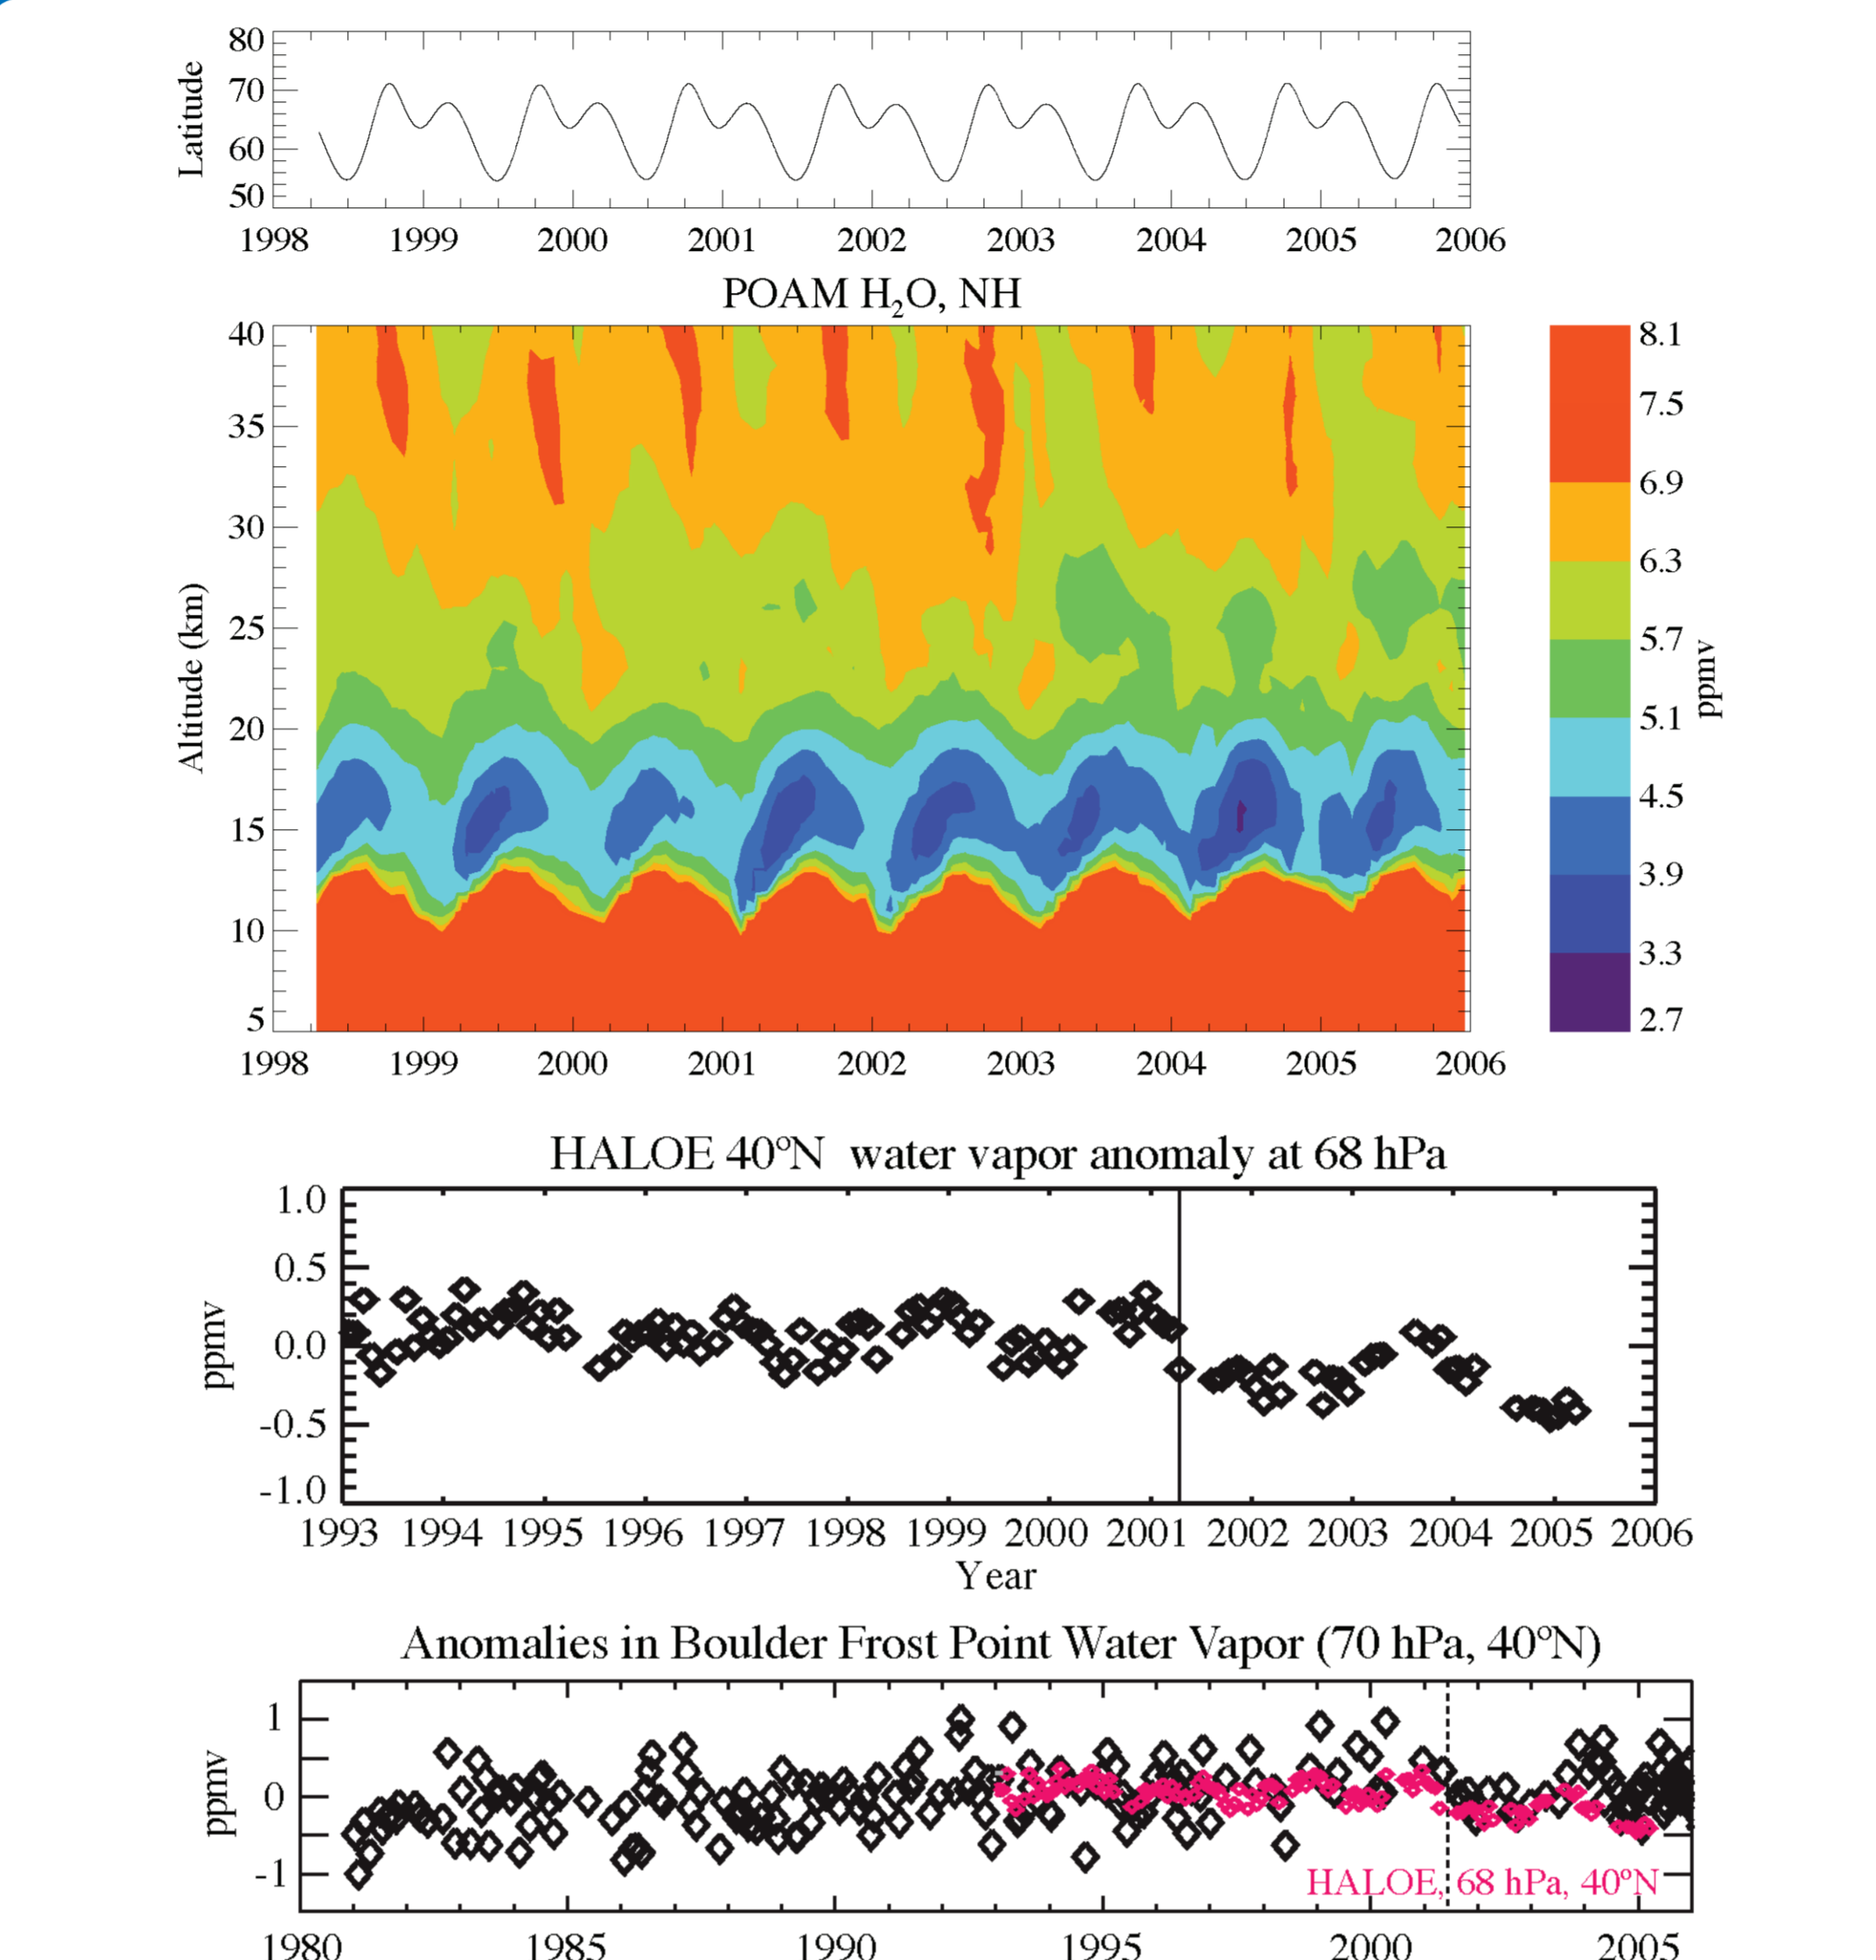 80
70
60
50
Latitude
1998 1999 2000 2001 2002 2003 2004 2005 2006
POAM H₂O, NH
40
35
30
25
20
15
10
5
Altitude (km)
1998 1999 2000 2001 2002 2003 2004 2005 2006
8.1
7.5
6.9
6.3
5.7
5.1
4.5
3.9
3.3
2.7
ppmv
HALOE 40°N water vapor anomaly at 68 hPa
1.0
0.5
0.0
-0.5
-1.0
ppmv
1993 1994 1995 1996 1997 1998 1999 2000 2001 2002 2003 2004 2005 2006
Year
Anomalies in Boulder Frost Point Water Vapor (70 hPa, 40°N)
1
0
-1
ppmv
HALOE, 68 hPa, 40°N
1980 1985 1990 1995 2000 2005